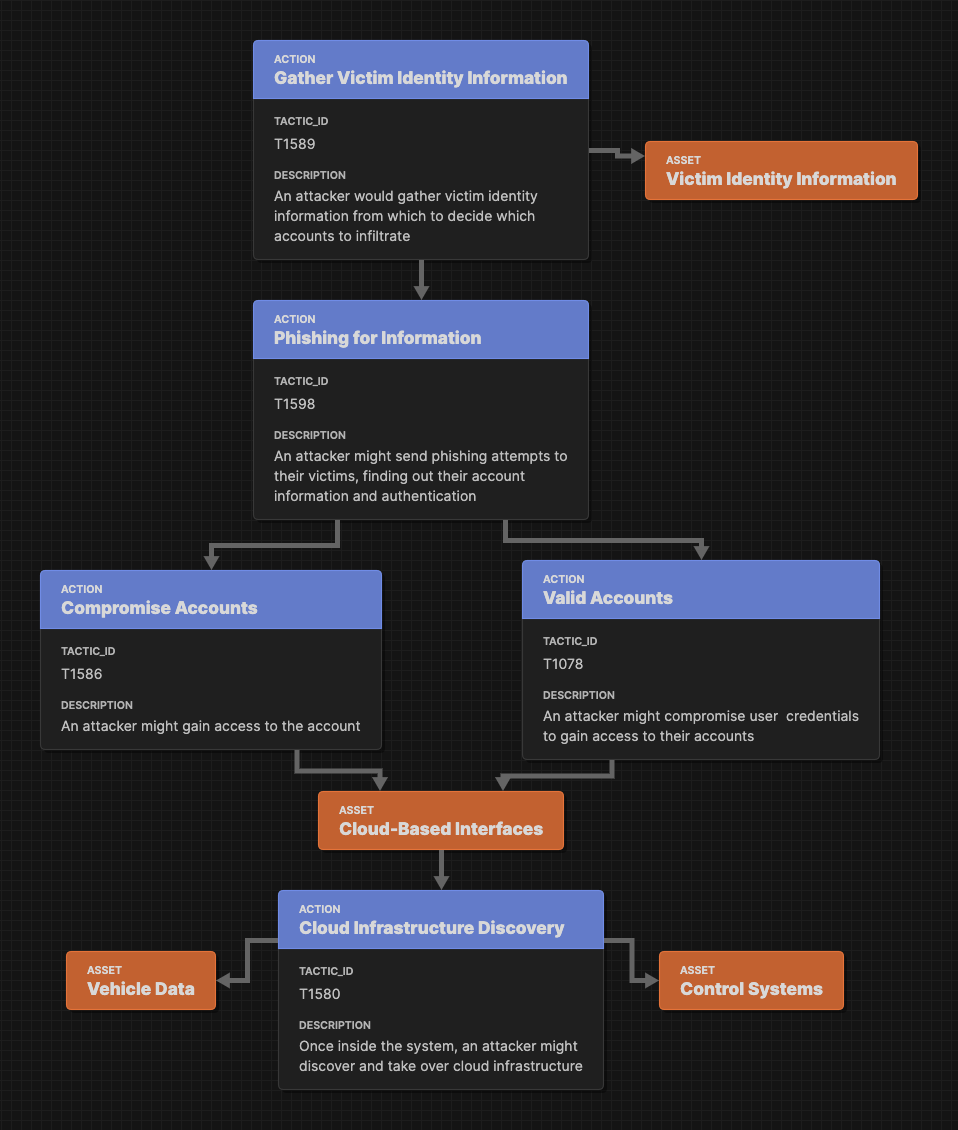 ACTION
Gather Victim Identity Information
TACTIC_ID
T1589
DESCRIPTION
An attacker would gather victim identity
information from which to decide which
accounts to infiltrate
ASSET
Victim Identity Information
ACTION
Phishing for Information
TACTIC_ID
T1598
DESCRIPTION
An attacker might send phishing attempts to
their victims, finding out their account
information and authentication
ACTION
Compromise Accounts
TACTIC_ID
T1586
DESCRIPTION
An attacker might gain access to the account
ACTION
Valid Accounts
TACTIC_ID
T1078
DESCRIPTION
An attacker might compromise user  credentials
to gain access to their accounts
ASSET
Cloud-Based Interfaces
ACTION
Cloud Infrastructure Discovery
TACTIC_ID
T1580
DESCRIPTION
Once inside the system, an attacker might
discover and take over cloud infrastructure
ASSET
Vehicle Data
ASSET
Control Systems